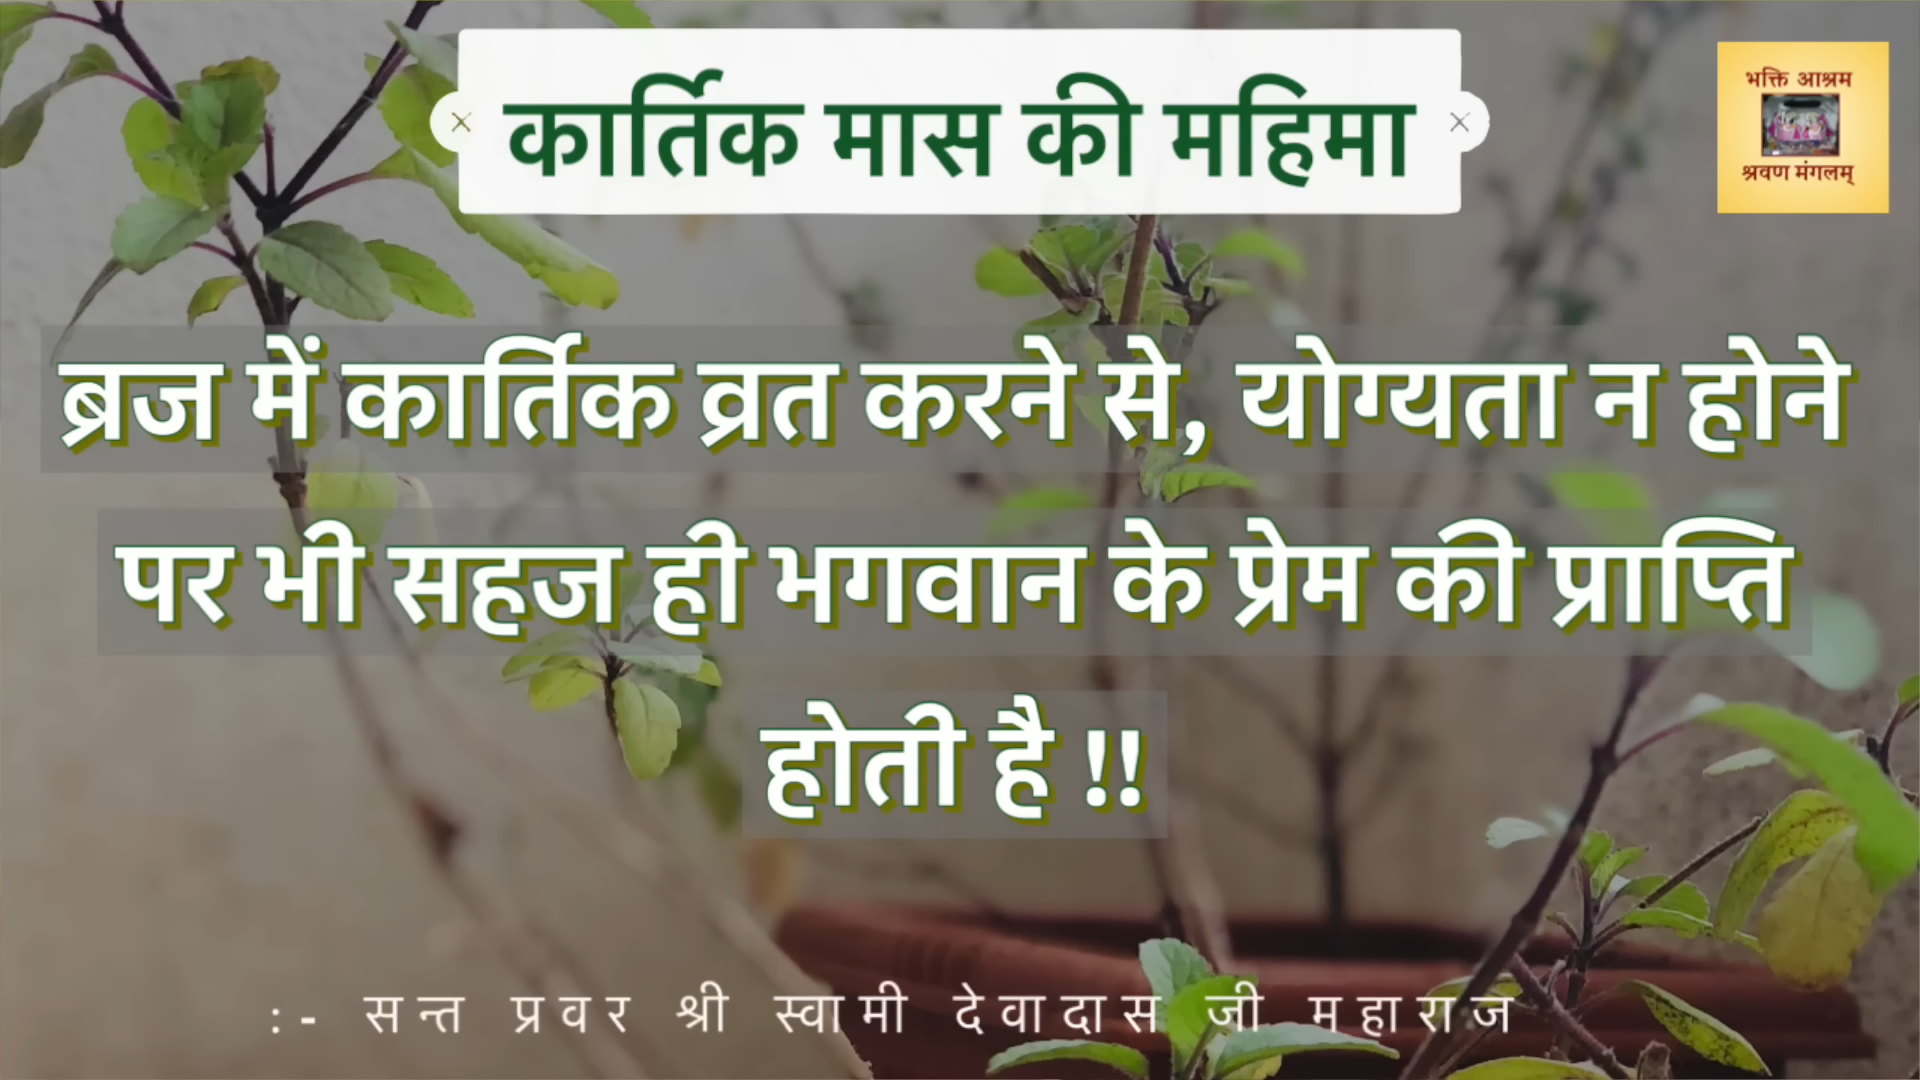 कार्तिक मास की महिमा
भक्ति आश्रम
श्रवण मंगलम्
ब्रज में कार्तिक व्रत करने से, योग्यता न होने
पर भी सहज ही भगवान के प्रेम की प्राप्ति
होती है !!
:- सन्त प्रवर श्री स्वामी देवादास जी महाराज